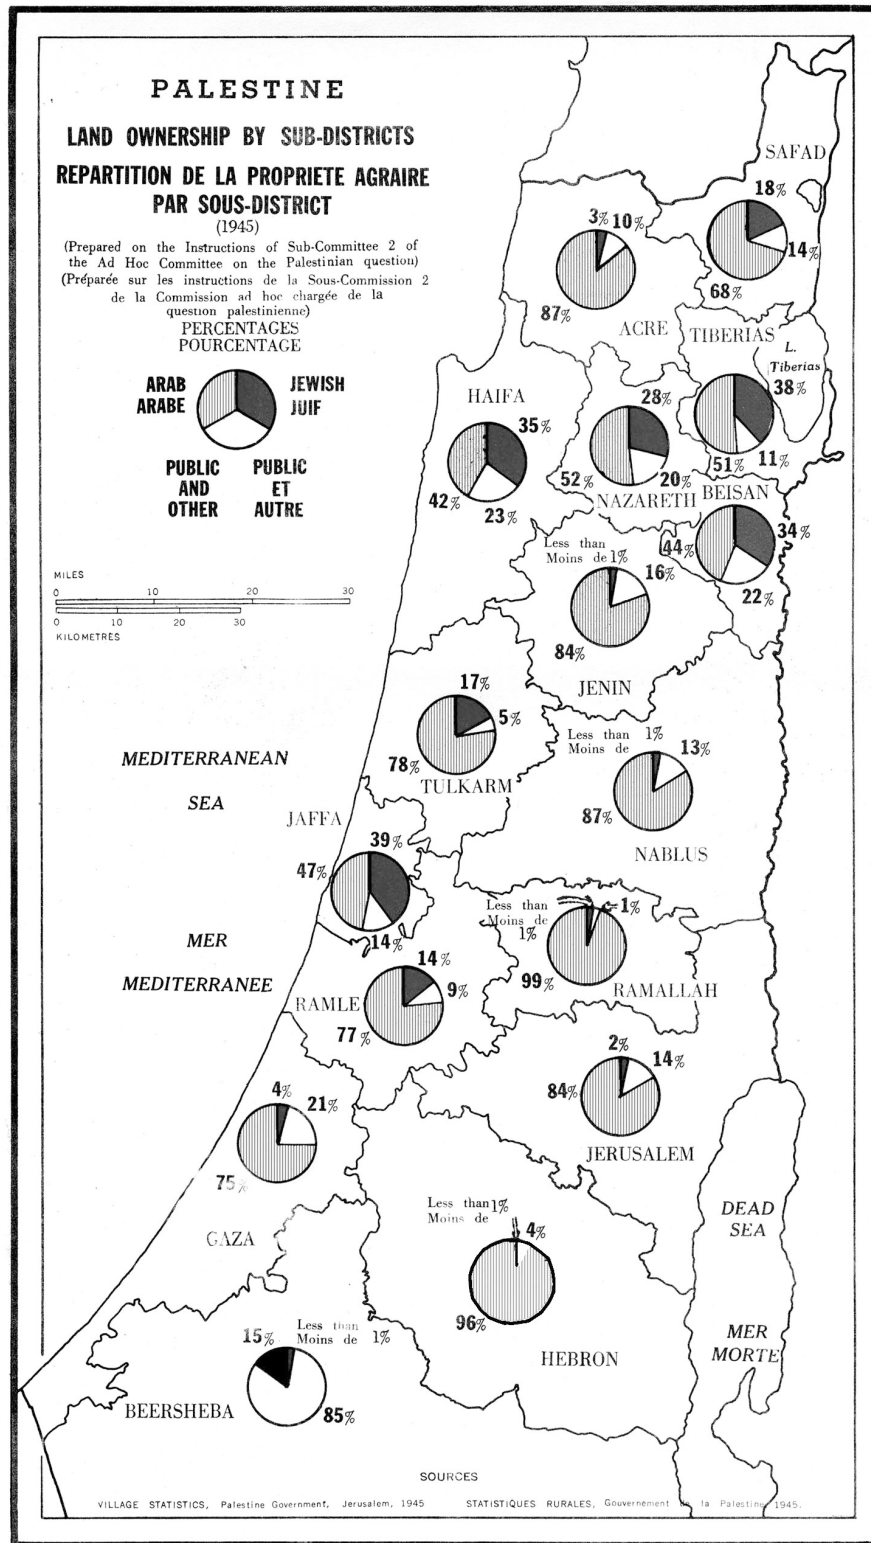 PALESTINE
LAND OWNERSHIP BY SUB-DISTRICTS
REPARTITION DE LA PROPRIETE AGRAIRE
PAR SOUS-DISTRICT
(1945)
(Prepared on the Instructions of Sub-Committee 2 of
the Ad Hoc Committee on the Palestinian question)
(Préparée sur les instructions de la Sous-Commission 2
de la Commission ad hoc chargée de la
question palestinienne)
PERCENTAGES
POURCENTAGE
ARAB
ARABE
JEWISH
JUIF
PUBLIC
AND
OTHER
PUBLIC
ET
AUTRE
MILES
0 10 20 30
0 10 20 30
KILOMETRES
SAFAD
18%
14%
68%
3%
10%
87%
ACRE
TIBERIAS
L.
Tiberias
38%
11%
51%
HAIFA
35%
42%
23%
28%
52%
20%
NAZARETH
BEISAN
34%
44%
22%
Less than
Moins de 1%
16%
84%
JENIN
17%
5%
78%
TULKARM
Less than 1%
Moins de
13%
87%
NABLUS
MEDITERRANEAN
SEA
JAFFA
39%
47%
14%
MER
MEDITERRANEE
Less than
Moins de
1%
1%
99%
RAMALLAH
14%
9%
RAMLE
77%
2%
14%
84%
JERUSALEM
4%
21%
75%
GAZA
Less than 1%
Moins de
4%
96%
HEBRON
DEAD
SEA
MER
MORTE
15%
Less than
Moins de 1%
BEERSHEBA
85%
SOURCES
VILLAGE STATISTICS, Palestine Government, Jerusalem, 1945
STATISTIQUES RURALES, Gouvernement de la Palestine, 1945.